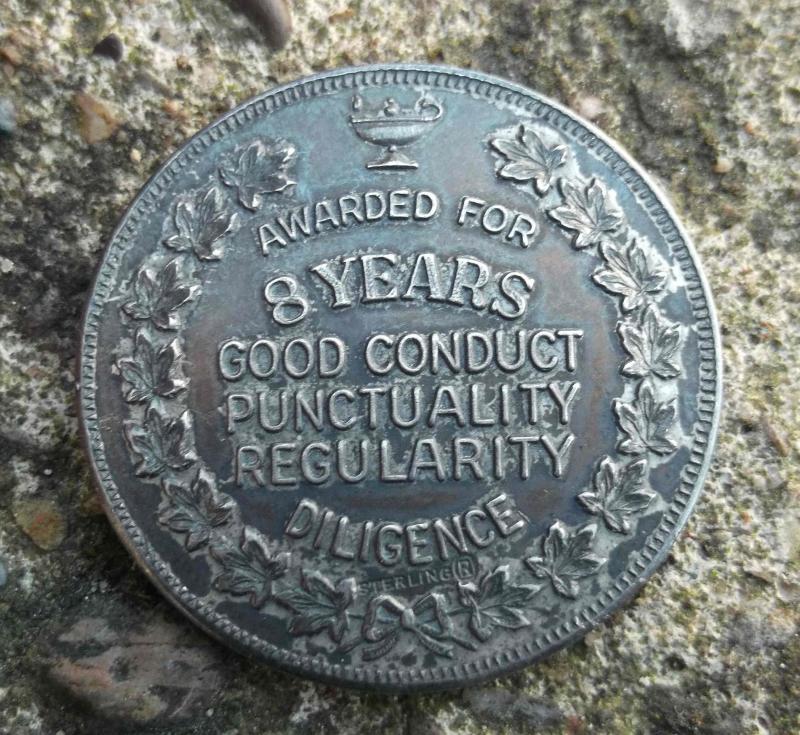 AWARDED FOR
8 YEARS
GOOD CONDUCT
PUNCTUALITY
REGULARITY
DILIGENCE
STERLING R